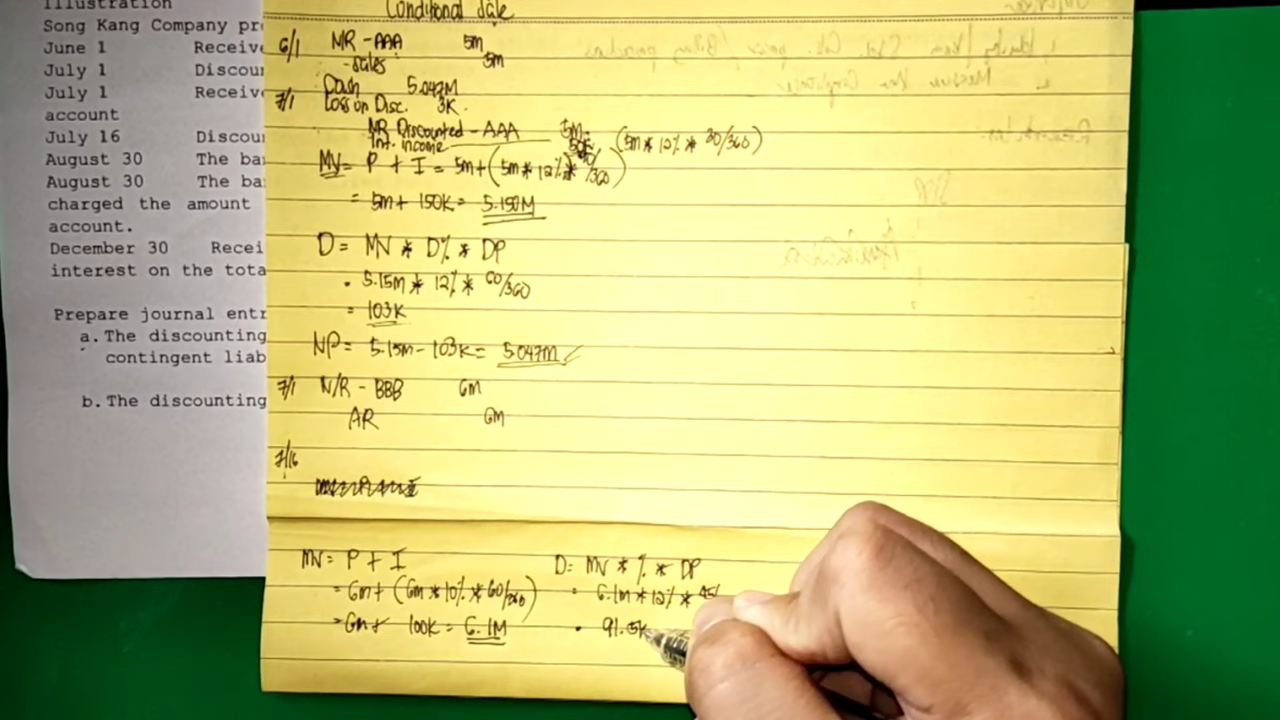 Illustration
Song Kang Company pr
June 1 Receive
July 1 Discou
July 1 Receive
account
July 16 Discou
August 30 The ba
August 30 The ba
charged the amount
account.
December 30 Recei
interest on the tota
Prepare journal entr
a. The discounting
contingent liab
b. The discounting
Conditional Sale
6/1 NR - AAA 5m
- sales 5m
Cash 5.047M
7/1 Loss on Disc. 3K
NR Discounted - AAA 5m
Int. income (5m * 12% * 30/360)
MV = P + I = 5m + (5m * 12% * 90/360)
= 5m + 150K = 5.150M
D = MV * D% * DP
= 5.15m * 12% * 60/360
= 103K
NP = 5.15m - 103K = 5.047m
7/1 N/R - BBB 6m
AR 6m
7/16
MV = P + I
= 6m + (6m * 10% * 60/360)
= 6m + 100K = 6.1M
D = MV * % * DP
= 6.1m * 12% * 45/
= 91.5K